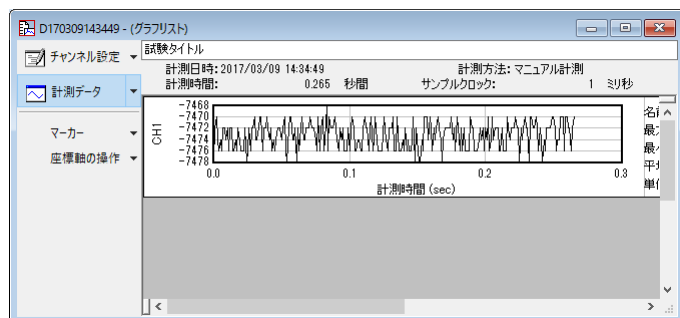 D170309143449 - (グラフリスト)
チャンネル設定
試験タイトル
計測日時: 2017/03/09 14:34:49 計測方法: マニュアル計測
計測時間: 0.265 秒間 サンプルクロック: 1 ミリ秒
計測データ
マーカー
座標軸の操作
CH1
-7468
-7470
-7472
-7474
-7476
-7478
0.0 0.1 0.2 0.3
計測時間 (sec)